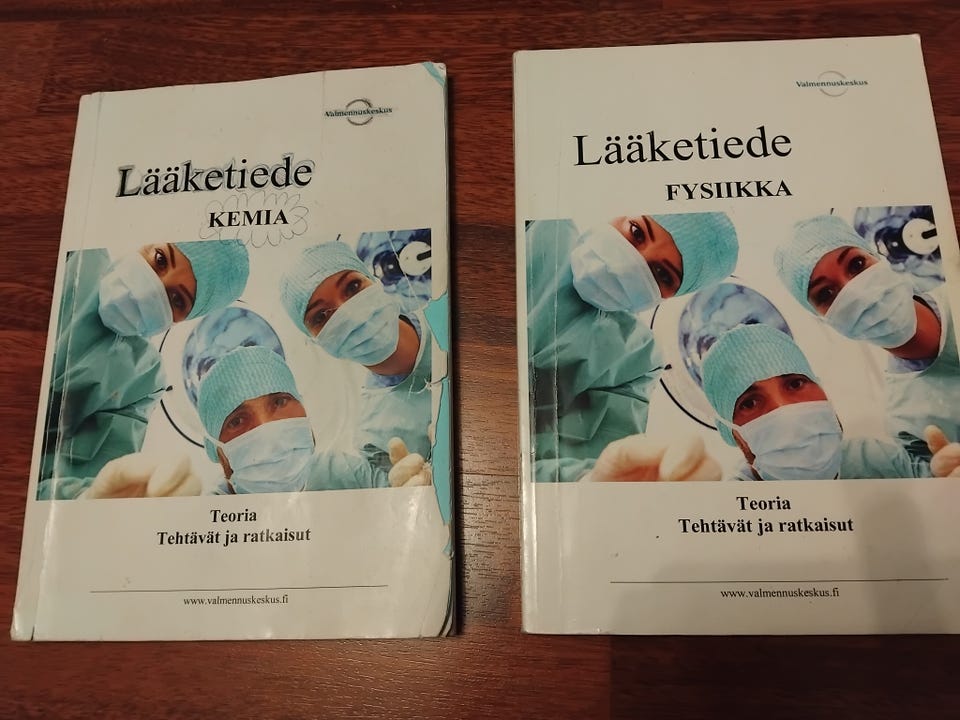 Valmennuskeskus
Lääketiede
KEMIA
Teoria
Tehtävät ja ratkaisut
www.valmennuskeskus.fi
Valmennuskeskus
Lääketiede
FYSIIKKA
Teoria
Tehtävät ja ratkaisut
www.valmennuskeskus.fi